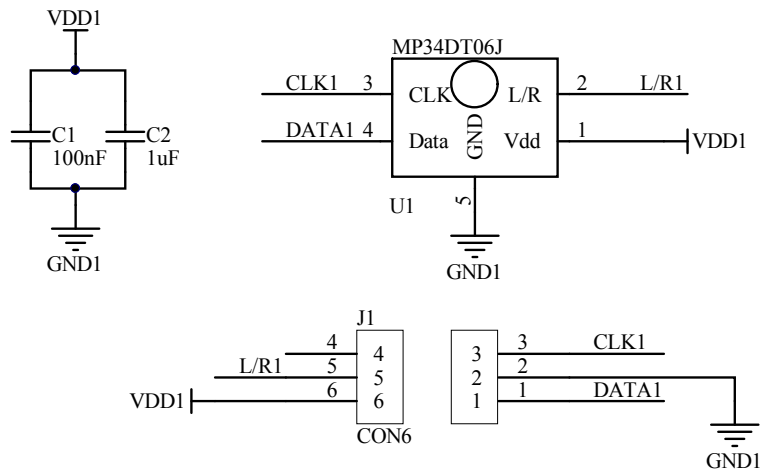 VDD1
C1
100nF
C2
1uF
GND1
MP34DT06J
CLK1 3 CLK L/R 2 L/R1
DATA1 4 Data GND Vdd 1 VDD1
U1
5
GND1
J1
4 4
L/R1 5 5
VDD1 6 6
CON6
3 3 CLK1
2 2
1 1 DATA1
GND1